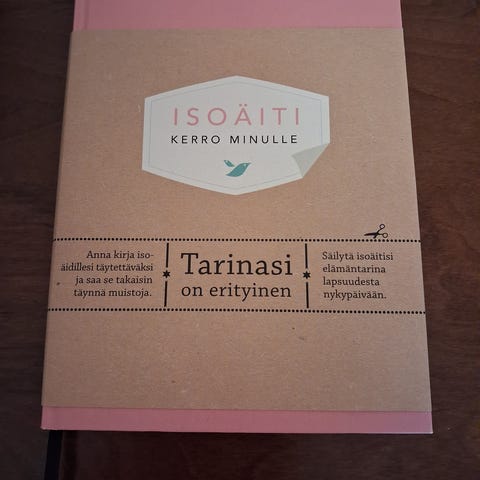 ISOÄITI
KERRO MINULLE
Anna kirja iso-
äidillesi täytettäväksi
ja saa se takaisin
täynnä muistoja.
Tarinasi
on erityinen
Säilytä isoäitisi
elämäntarina
lapsuudesta
nykypäivään.